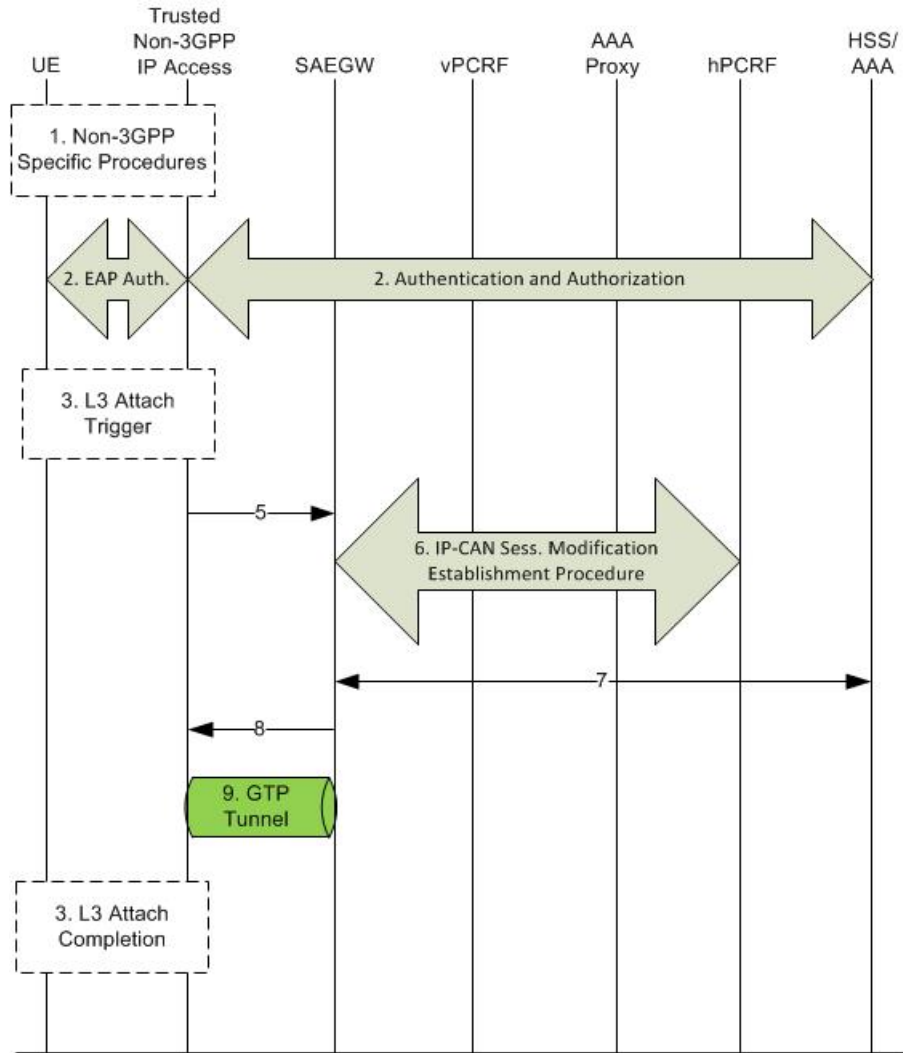 Trusted
Non-3GPP
IP Access
UE
SAEGW
vPCRF
AAA
Proxy
hPCRF
HSS/
AAA
1. Non-3GPP
Specific Procedures
2. EAP Auth.
2. Authentication and Authorization
3. L3 Attach
Trigger
5
6. IP-CAN Sess. Modification
Establishment Procedure
7
8
9. GTP
Tunnel
3. L3 Attach
Completion